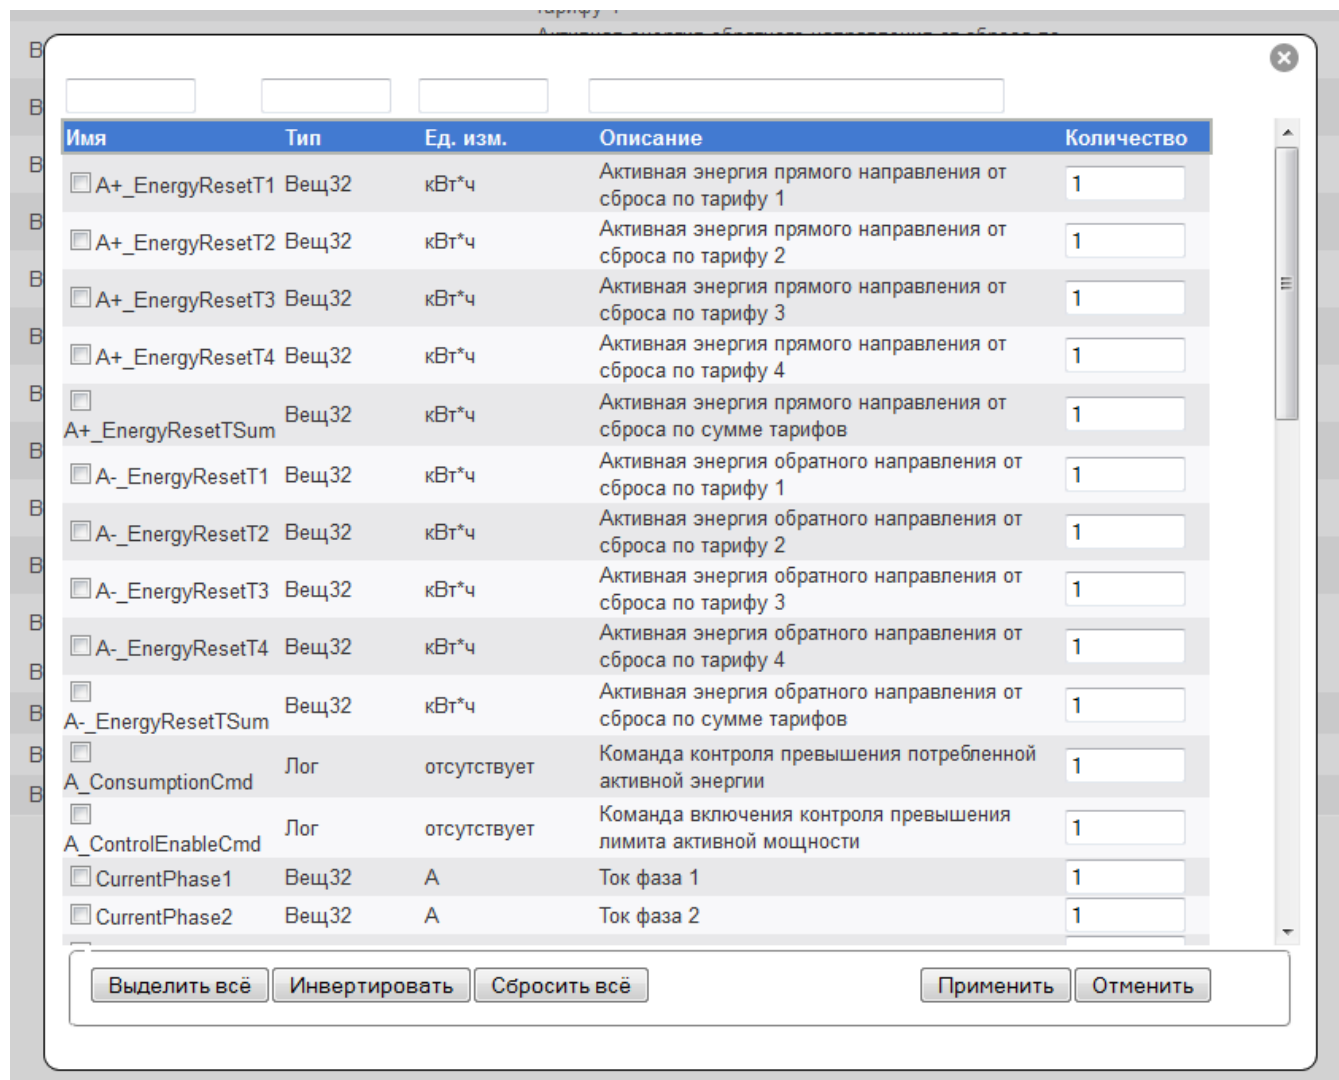 Имя Тип Ед. изм. Описание Количество
A+_EnergyResetT1 Вещ32 кВт*ч Активная энергия прямого направления от 1
сброса по тарифу 1
A+_EnergyResetT2 Вещ32 кВт*ч Активная энергия прямого направления от 1
сброса по тарифу 2
A+_EnergyResetT3 Вещ32 кВт*ч Активная энергия прямого направления от 1
сброса по тарифу 3
A+_EnergyResetT4 Вещ32 кВт*ч Активная энергия прямого направления от 1
сброса по тарифу 4
A+_EnergyResetTSum Вещ32 кВт*ч Активная энергия прямого направления от 1
сброса по сумме тарифов
A-_EnergyResetT1 Вещ32 кВт*ч Активная энергия обратного направления от 1
сброса по тарифу 1
A-_EnergyResetT2 Вещ32 кВт*ч Активная энергия обратного направления от 1
сброса по тарифу 2
A-_EnergyResetT3 Вещ32 кВт*ч Активная энергия обратного направления от 1
сброса по тарифу 3
A-_EnergyResetT4 Вещ32 кВт*ч Активная энергия обратного направления от 1
сброса по тарифу 4
A-_EnergyResetTSum Вещ32 кВт*ч Активная энергия обратного направления от 1
сброса по сумме тарифов
A_ConsumptionCmd Лог отсутствует Команда контроля превышения потребленной 1
активной энергии
A_ControlEnableCmd Лог отсутствует Команда включения контроля превышения 1
лимита активной мощности
CurrentPhase1 Вещ32 А Ток фаза 1 1
CurrentPhase2 Вещ32 А Ток фаза 2 1
Выделить всё Инвертировать Сбросить всё Применить Отменить